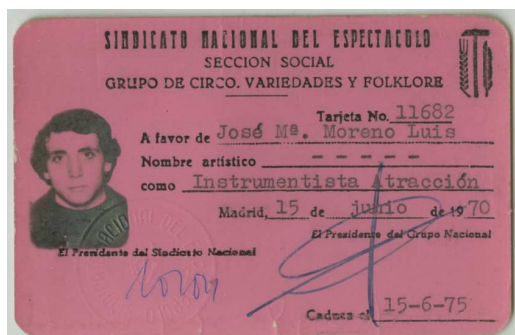 SINDICATO NACIONAL DEL ESPECTACULO
SECCION SOCIAL
GRUPO DE CIRCO, VARIEDADES Y FOLKLORE
Tarjeta No. 11682
A favor de José Mª. Moreno Luis
Nombre artístico - - - - -
como Instrumentista Atracción
Madrid, 15 de junio de 1970
El Presidente del Grupo Nacional
El Presidente del Sindicato Nacional
Caduca el 15-6-75